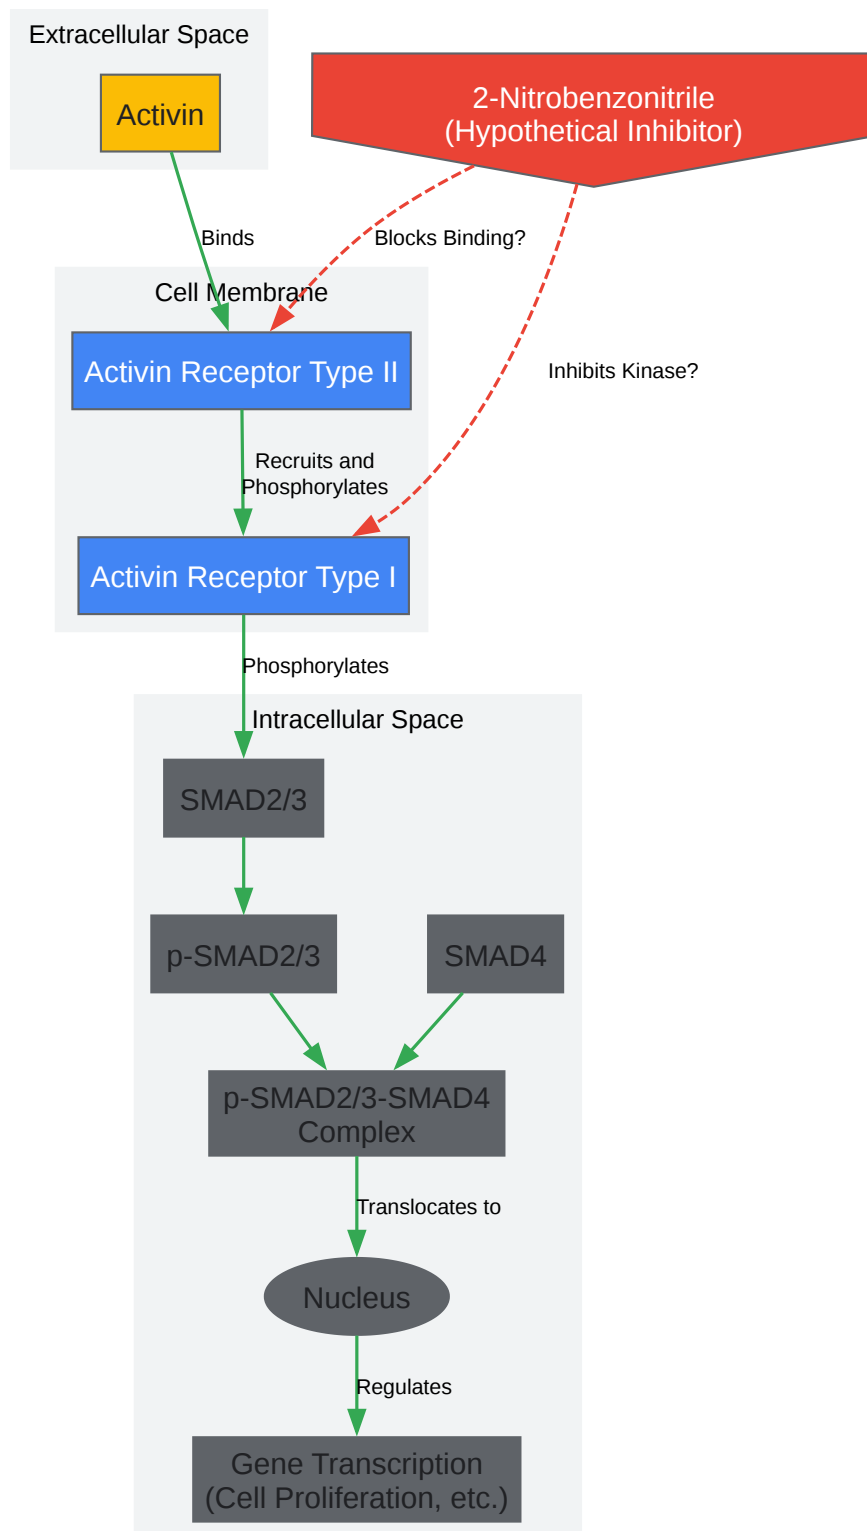 Extracellular Space
Activin
2-Nitrobenzonitrile
(Hypothetical Inhibitor)
Binds
Blocks Binding?
Cell Membrane
Activin Receptor Type II
Inhibits Kinase?
Recruits and
Phosphorylates
Activin Receptor Type I
Phosphorylates
Intracellular Space
SMAD2/3
p-SMAD2/3
SMAD4
p-SMAD2/3-SMAD4
Complex
Translocates to
Nucleus
Regulates
Gene Transcription
(Cell Proliferation, etc.)